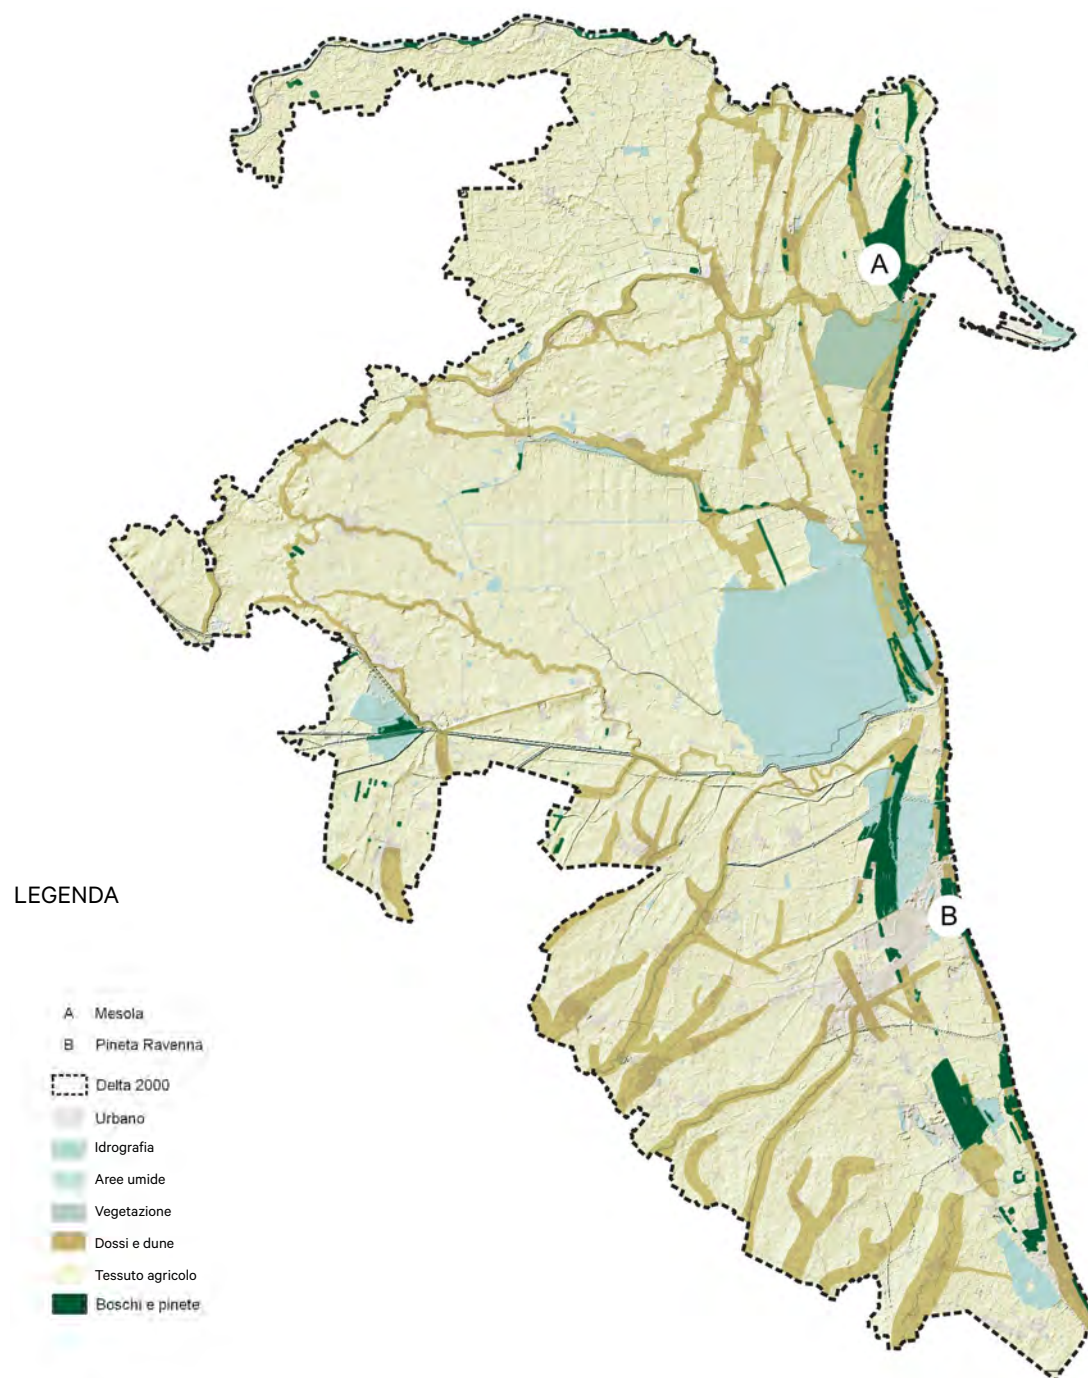 A
B
LEGENDA
A Mesola
B Pineta Ravenna
Delta 2000
Urbano
Idrografia
Aree umide
Vegetazione
Dossi e dune
Tessuto agricolo
Boschi e pinete